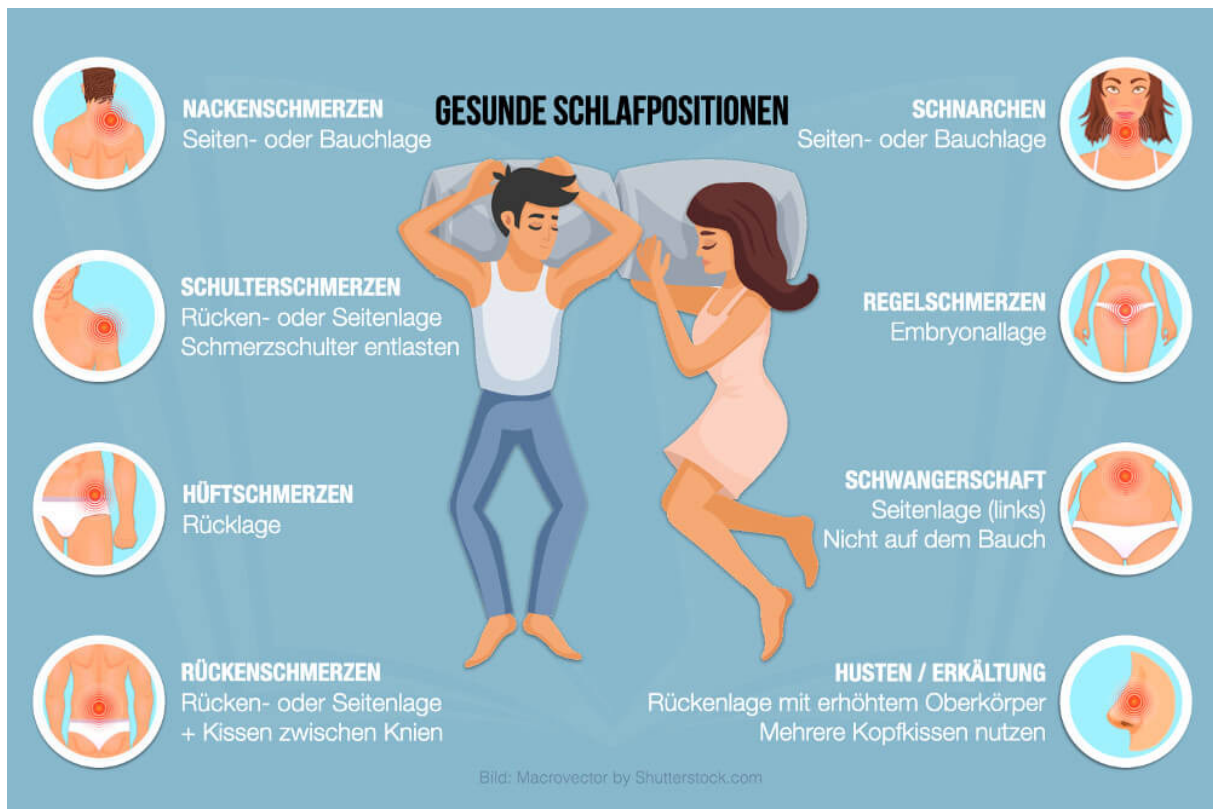 GESUNDE SCHLAFPOSITIONEN
NACKENSCHMERZEN
Seiten- oder Bauchlage
SCHULTERSCHMERZEN
Rücken- oder Seitenlage
Schmerzschulter entlasten
HÜFTSCHMERZEN
Rücklage
RÜCKENSCHMERZEN
Rücken- oder Seitenlage
+ Kissen zwischen Knien
SCHNARCHEN
Seiten- oder Bauchlage
REGELSCHMERZEN
Embryonallage
SCHWANGERSCHAFT
Seitenlage (links)
Nicht auf dem Bauch
HUSTEN / ERKÄLTUNG
Rückenlage mit erhöhtem Oberkörper
Mehrere Kopfkissen nutzen
Bild: Macrovector by Shutterstock.com